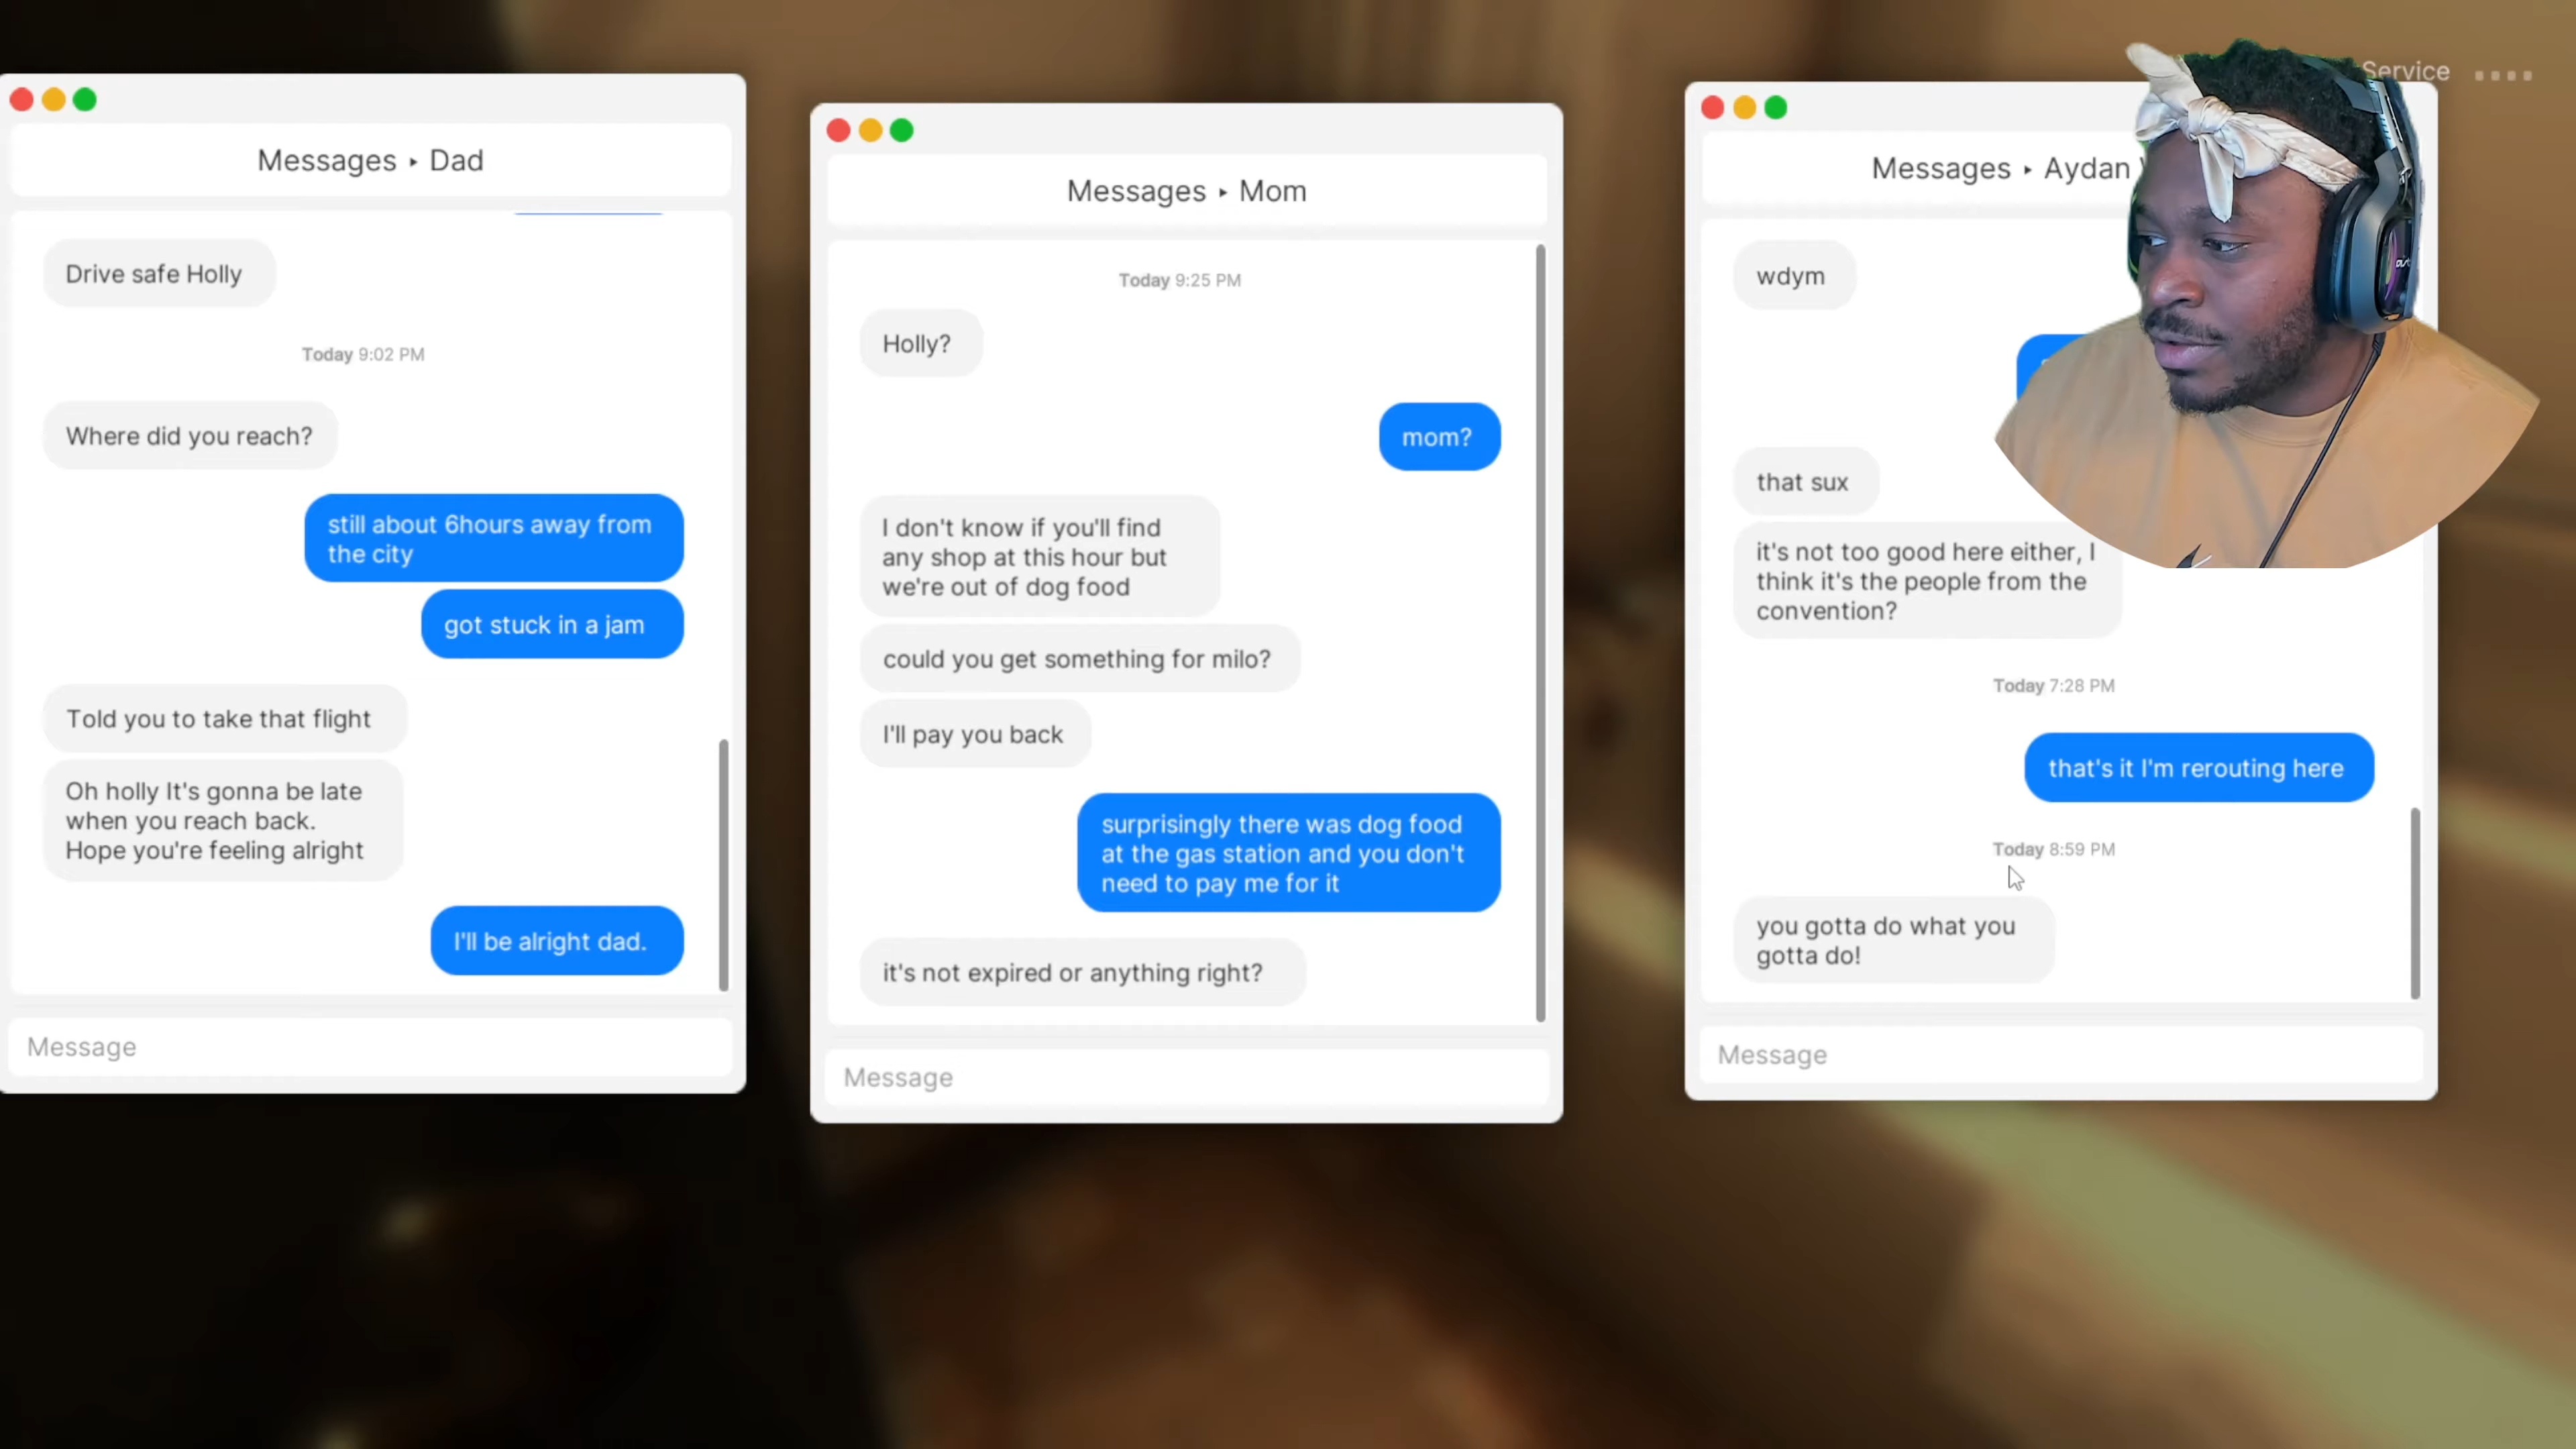 Service
Messages ‣ Dad
Drive safe Holly
Today 9:02 PM
Where did you reach?
still about 6hours away from
the city
got stuck in a jam
Told you to take that flight
Oh holly It's gonna be late
when you reach back.
Hope you're feeling alright
I'll be alright dad.
Message
Messages ‣ Mom
Today 9:25 PM
Holly?
mom?
I don't know if you'll find
any shop at this hour but
we're out of dog food
could you get something for milo?
I'll pay you back
surprisingly there was dog food
at the gas station and you don't
need to pay me for it
it's not expired or anything right?
Message
Messages ‣ Aydan
wdym
that sux
it's not too good here either, I
think it's the people from the
convention?
Today 7:28 PM
that's it I'm rerouting here
Today 8:59 PM
you gotta do what you
gotta do!
Message